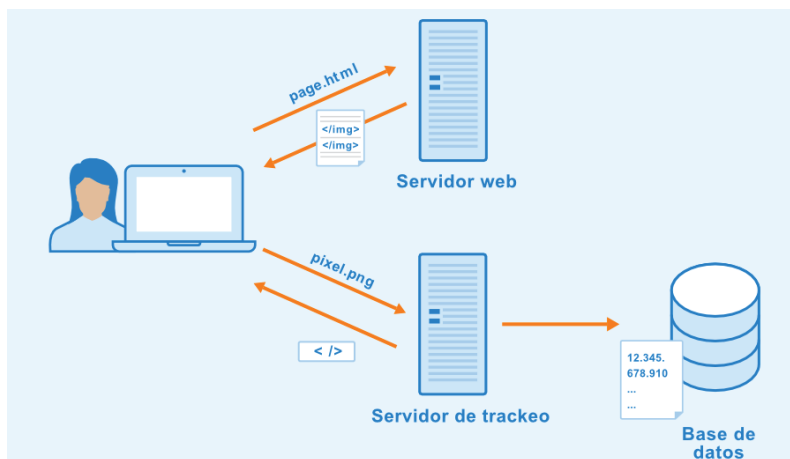 page.html
</img>
</img>
Servidor web
pixel.png
< />
Servidor de trackeo
12.345.
678.910
...
...
Base de
datos